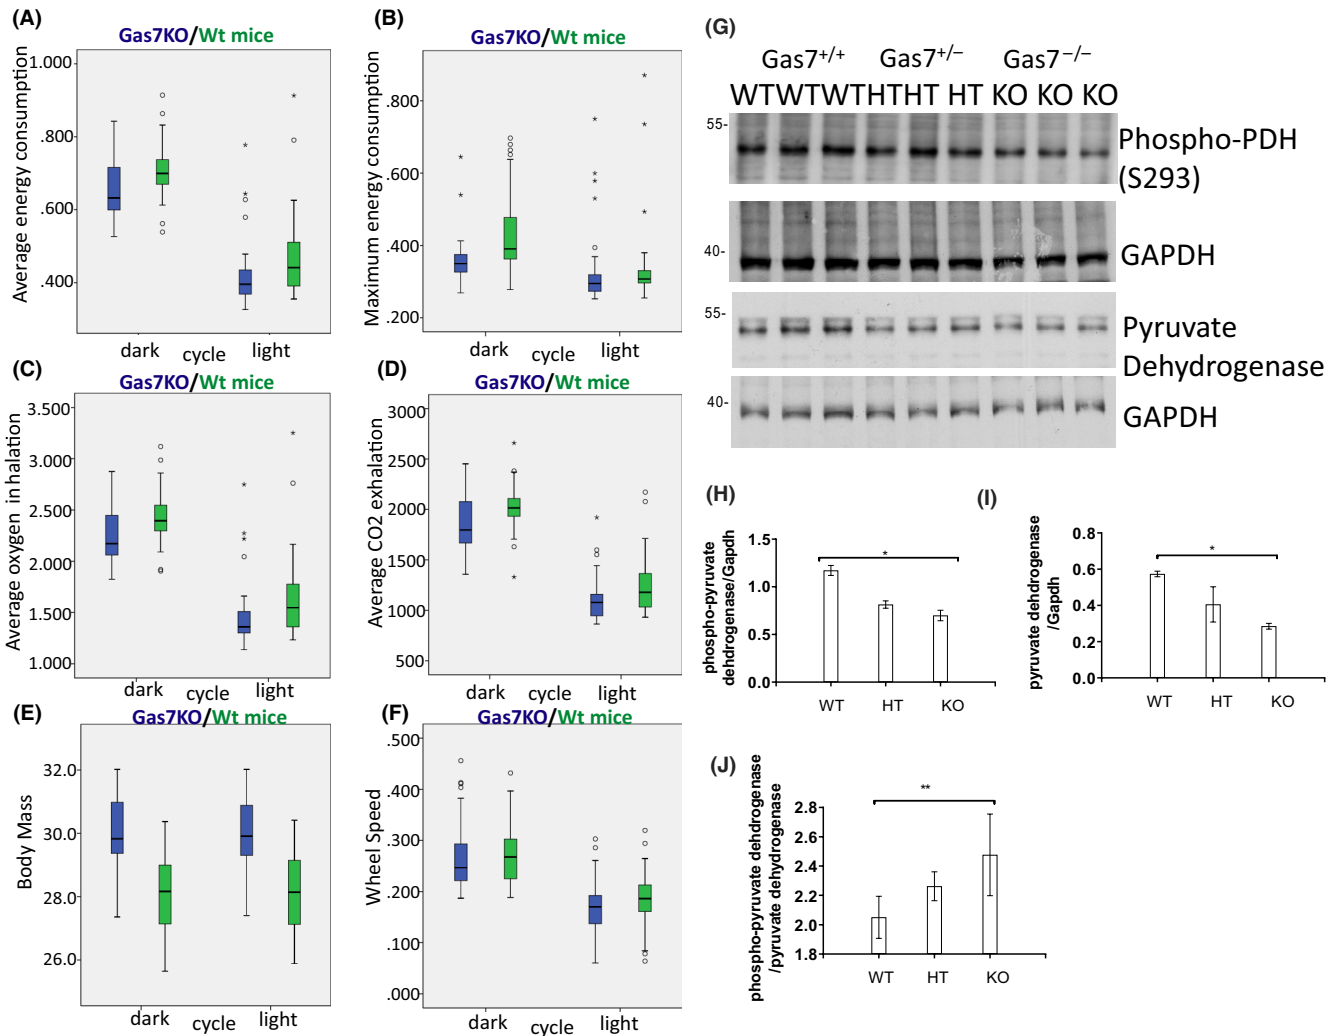 (A)
Gas7KO/Wt mice
Average energy consumption
1.000
.800
.600
.400
dark cycle light
(B)
Gas7KO/Wt mice
Maximum energy consumption
.800
.600
.400
.200
dark cycle light
(C)
Gas7KO/Wt mice
Average oxygen in halation
3.500
3.000
2.500
2.000
1.500
1.000
dark cycle light
(D)
Gas7KO/Wt mice
Average CO2 exhalation
3000
2500
2000
1500
1000
500
dark cycle light
(E)
Gas7KO/Wt mice
Body Mass
32.0
30.0
28.0
26.0
dark cycle light
(F)
Gas7KO/Wt mice
Wheel Speed
.500
.400
.300
.200
.100
.000
dark cycle light
(G)
Gas7+/+ Gas7+/− Gas7−/−
WT WT WT HT HT HT KO KO KO
55-
Phospho-PDH
(S293)
40-
GAPDH
55-
Pyruvate
Dehydrogenase
40-
GAPDH
(H)
phospho-pyruvate
dehdrogenase/Gapdh
1.5
1.0
0.5
0.0
*
WT HT KO
(I)
pyruvate dehdrogenase
/Gapdh
0.8
0.6
0.4
0.2
0.0
*
WT HT KO
(J)
phospho-pyruvate dehdrogenase
/pyruvate dehydrogenase
2.8
2.6
2.4
2.2
2.0
1.8
**
WT HT KO